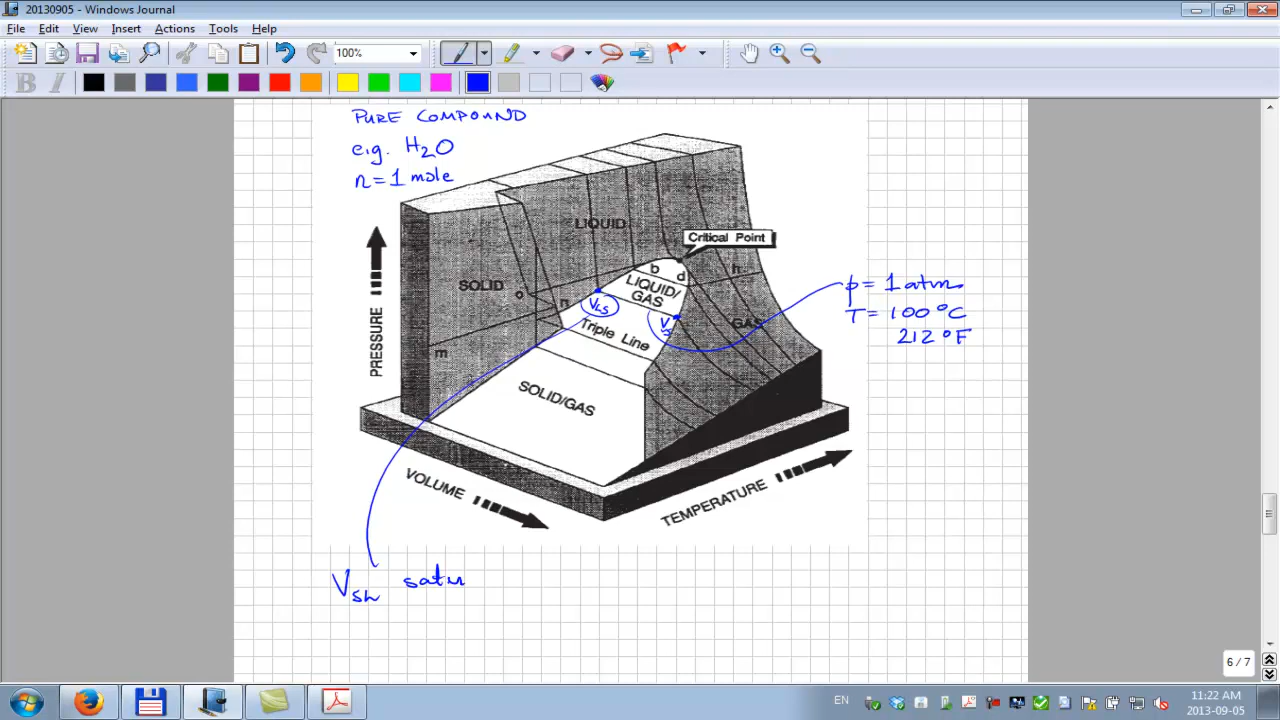 20130905 - Windows Journal
File Edit View Insert Actions Tools Help
100%
PURE COMPOUND
e.g. H2O
n = 1 mole
PRESSURE
SOLID
LIQUID
Critical Point
b
d
h
LIQUID/
GAS
o
n
VLS
Vs
GAS
Triple Line
m
SOLID/GAS
VOLUME
TEMPERATURE
p = 1 atm
T = 100 °C
212 °F
VSL
6 / 7
EN
11:22 AM
2013-09-05